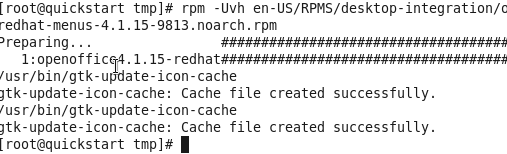 [root@quickstart tmp]# rpm -Uvh en-US/RPMS/desktop-integration/o
redhat-menus-4.1.15-9813.noarch.rpm
Preparing... ##################################
1:openoffice4.1.15-redhat##################################
/usr/bin/gtk-update-icon-cache
gtk-update-icon-cache: Cache file created successfully.
/usr/bin/gtk-update-icon-cache
gtk-update-icon-cache: Cache file created successfully.
[root@quickstart tmp]#